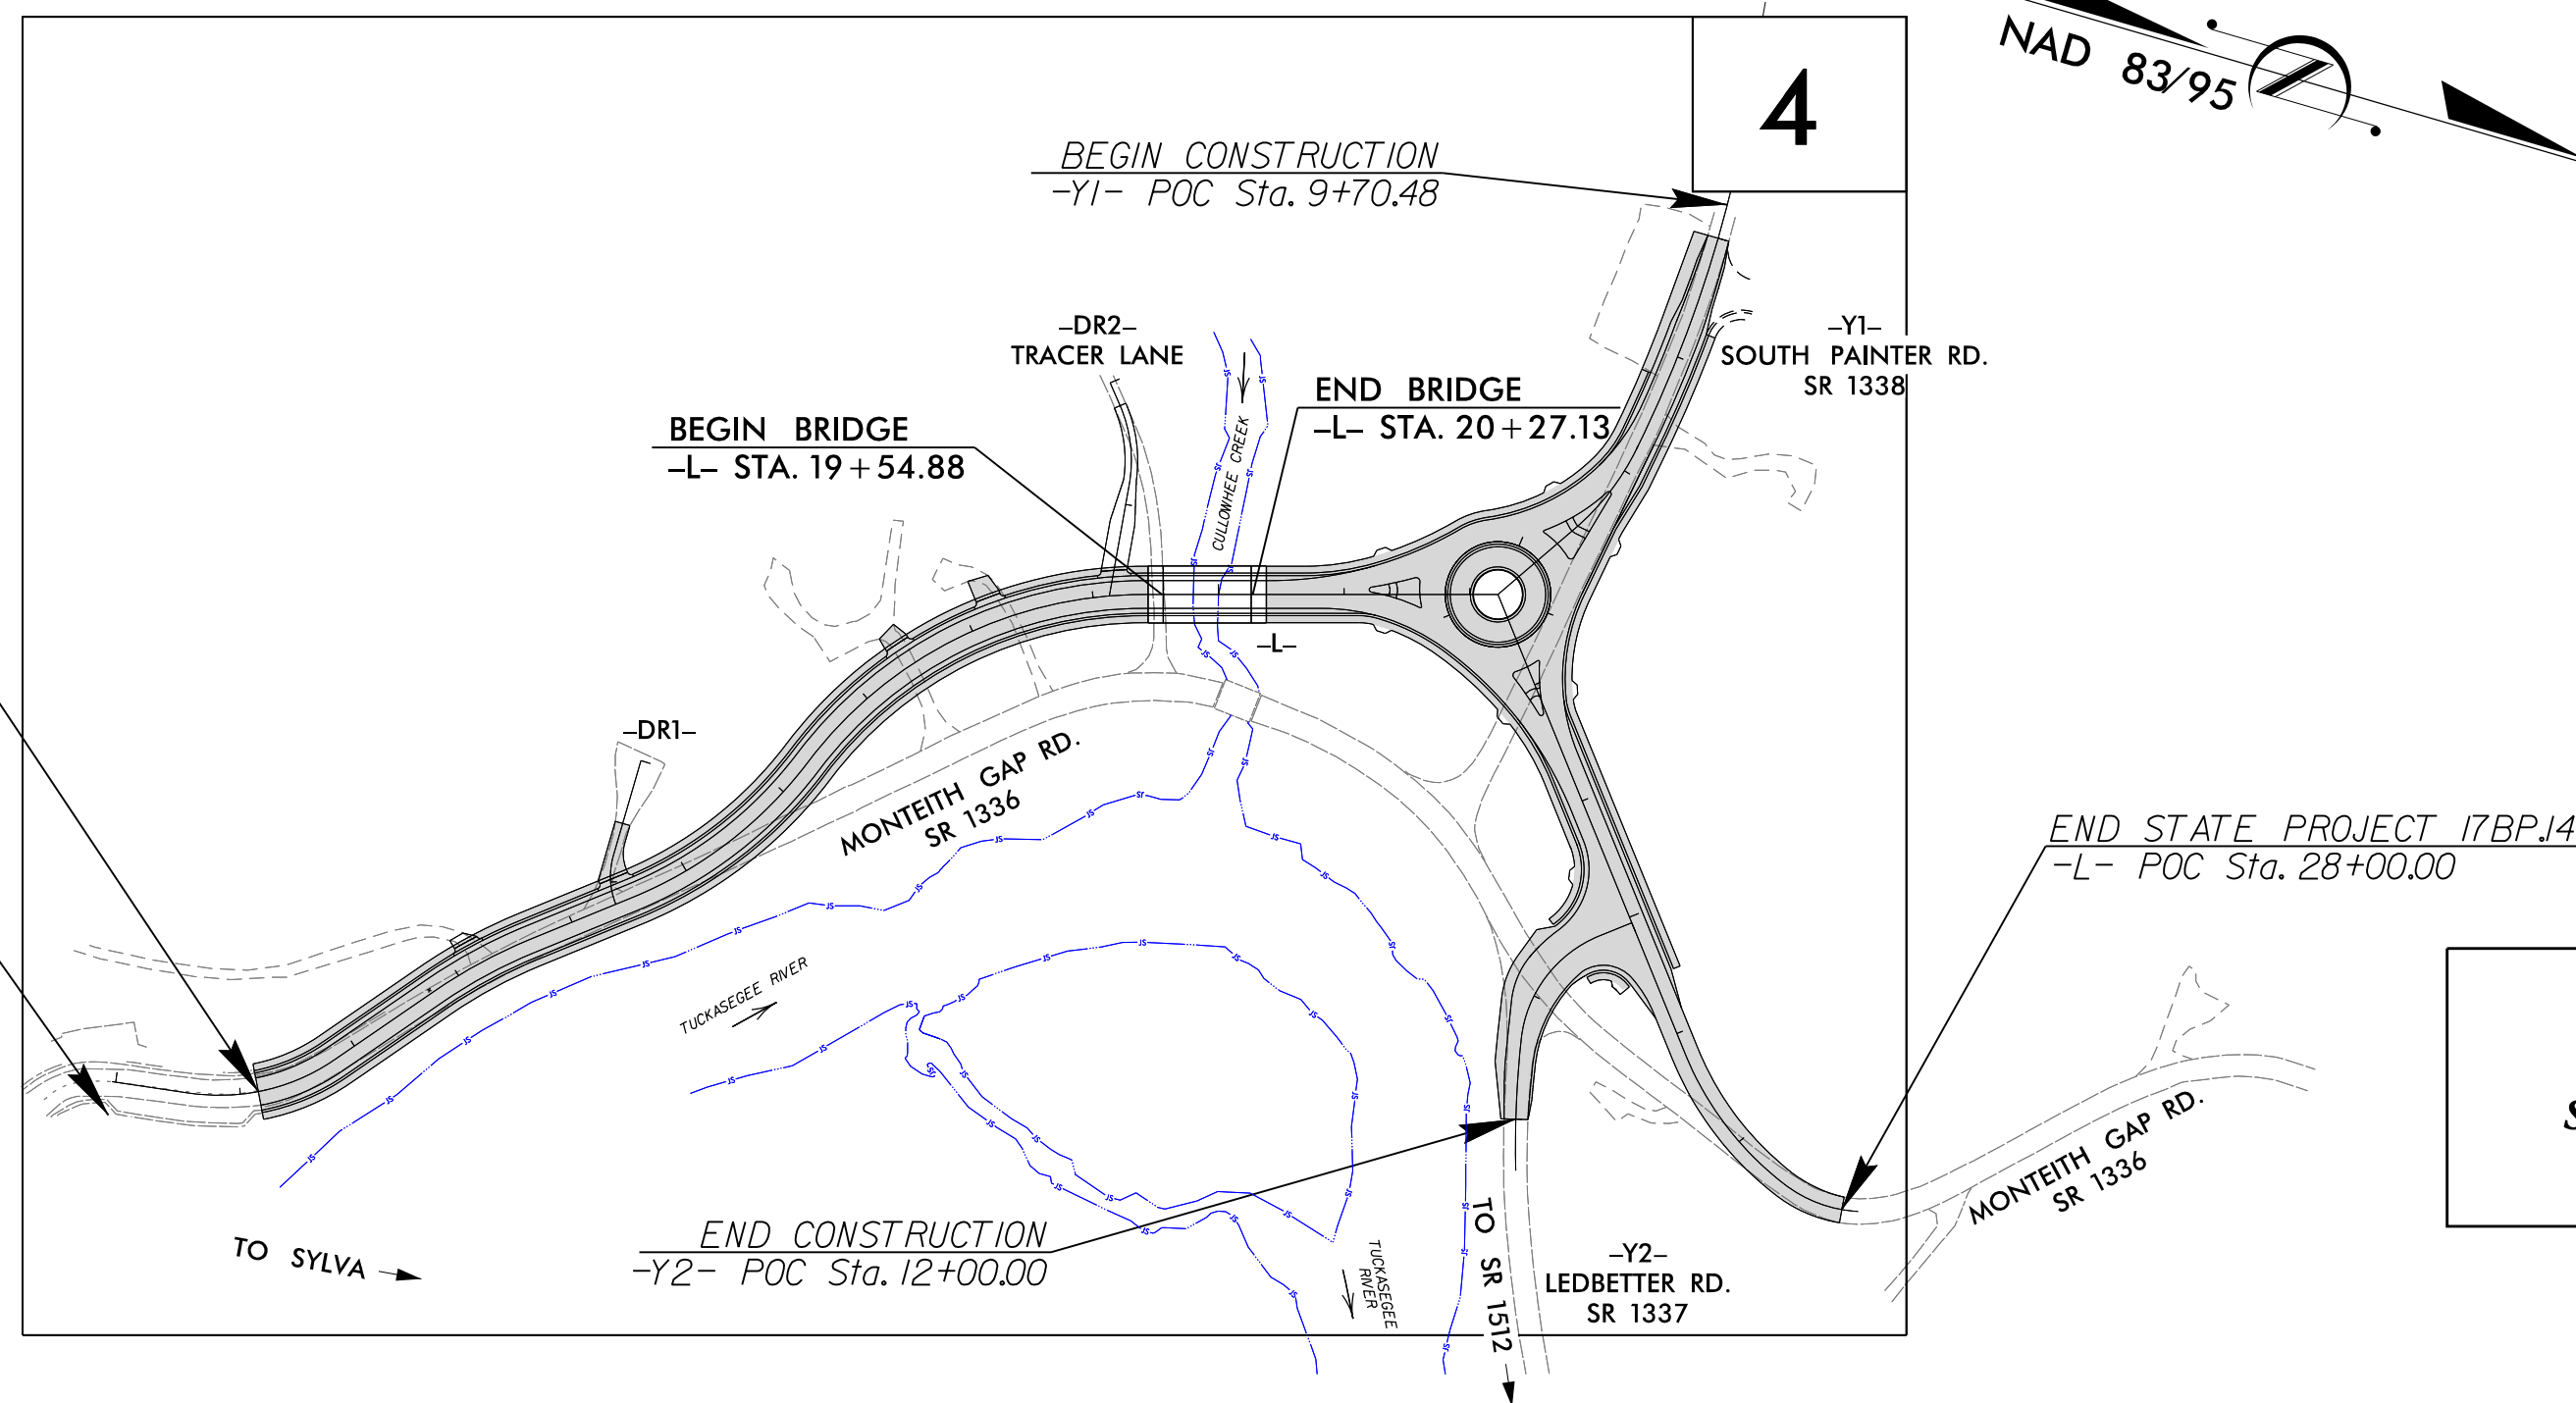 NAD 83/95
4
BEGIN CONSTRUCTION
-Y1- POC Sta. 9+70.48
-DR2-
TRACER LANE
-Y1-
SOUTH PAINTER RD.
SR 1338
BEGIN BRIDGE
-L- STA. 19+54.88
END BRIDGE
-L- STA. 20+27.13
CULLOWHEE CREEK
-L-
-DR1-
MONTEITH GAP RD.
SR 1336
END STATE PROJECT 17BP.14
-L- POC Sta. 28+00.00
TUCKASEGEE RIVER
MONTEITH GAP RD.
SR 1336
TO SYLVA
END CONSTRUCTION
-Y2- POC Sta. 12+00.00
TUCKASEGEE
RIVER
TO SR 1512
-Y2-
LEDBETTER RD.
SR 1337